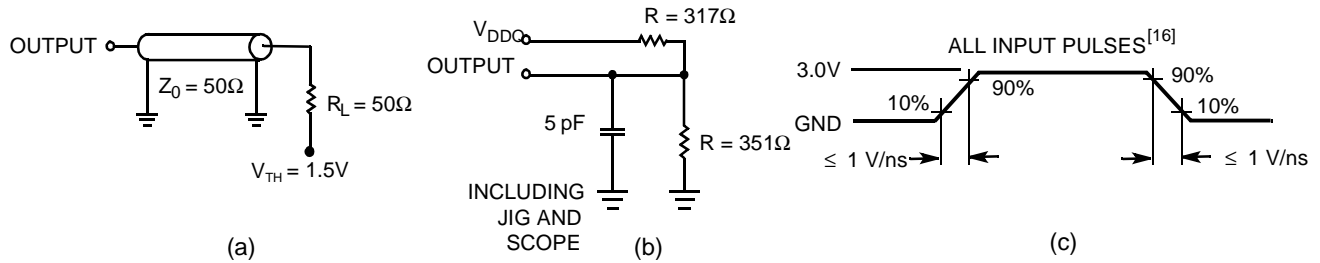 OUTPUT
Z0 = 50Ω
RL = 50Ω
VTH = 1.5V
(a)
R = 317Ω
VDDQ
OUTPUT
5 pF
R = 351Ω
INCLUDING
JIG AND
SCOPE
(b)
ALL INPUT PULSES[16]
3.0V
90%
90%
10%
10%
GND
≤ 1 V/ns
≤ 1 V/ns
(c)